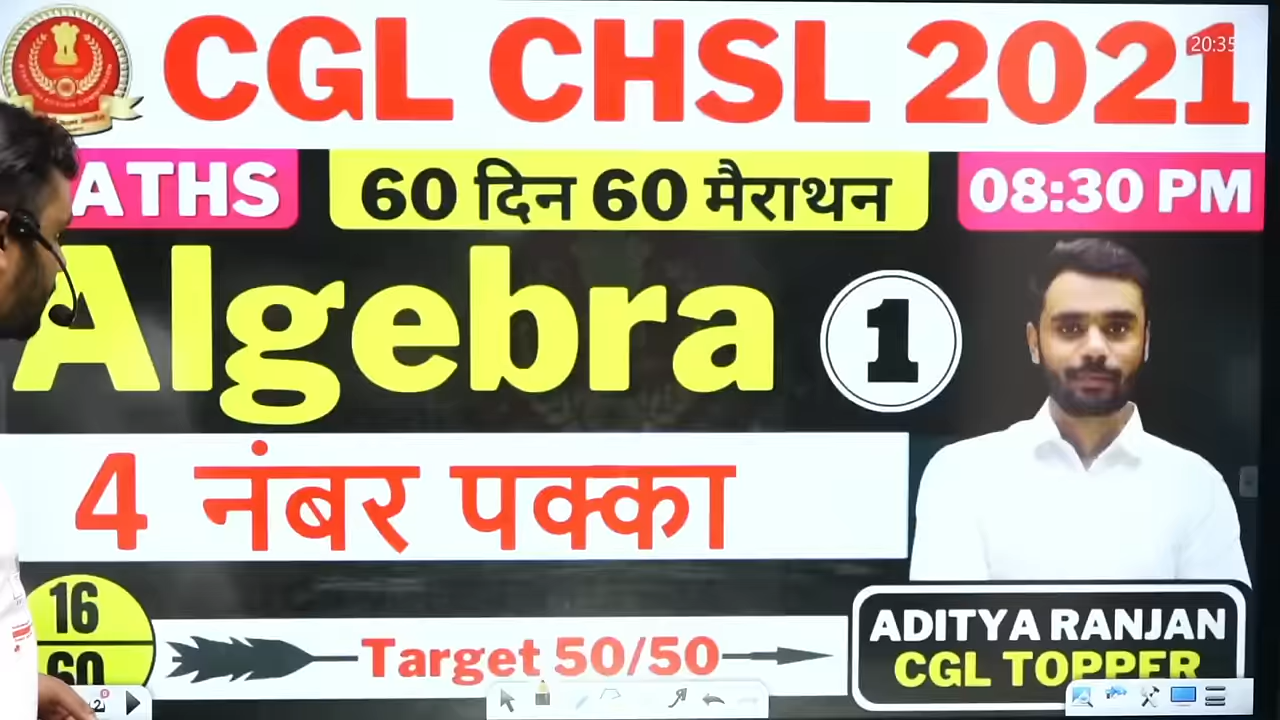 CGL CHSL 2021
20:35
ATHS
60 दिन 60 मैराथन
08:30 PM
Algebra 1
4 नंबर पक्का
16
60
Target 50/50
ADITYA RANJAN
CGL TOPPER